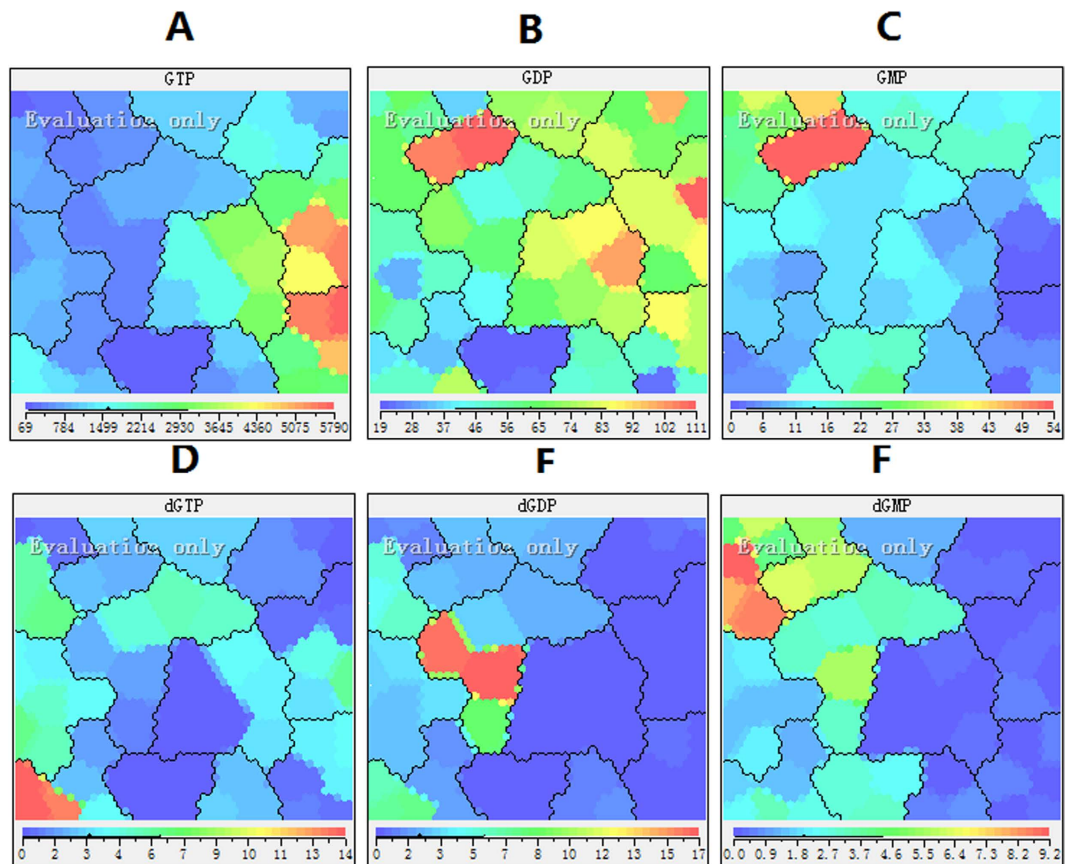 A B C
GTP GDP GMP
Evaluation only Evaluation only Evaluation only
69 784 1499 2214 2930 3645 4360 5075 5790
19 28 37 46 56 65 74 83 93 102 111
0 6 11 16 22 27 33 38 43 49 54
D F F
dGTP dGDP dGMP
Evaluation only Evaluation only Evaluation only
0 2 3 4 6 7 9 10 11 13 14
0 2 3 5 7 8 10 12 14 15 17
0.0 0.9 1.8 2.7 3.7 4.6 5.5 6.4 7.3 8.2 9.2